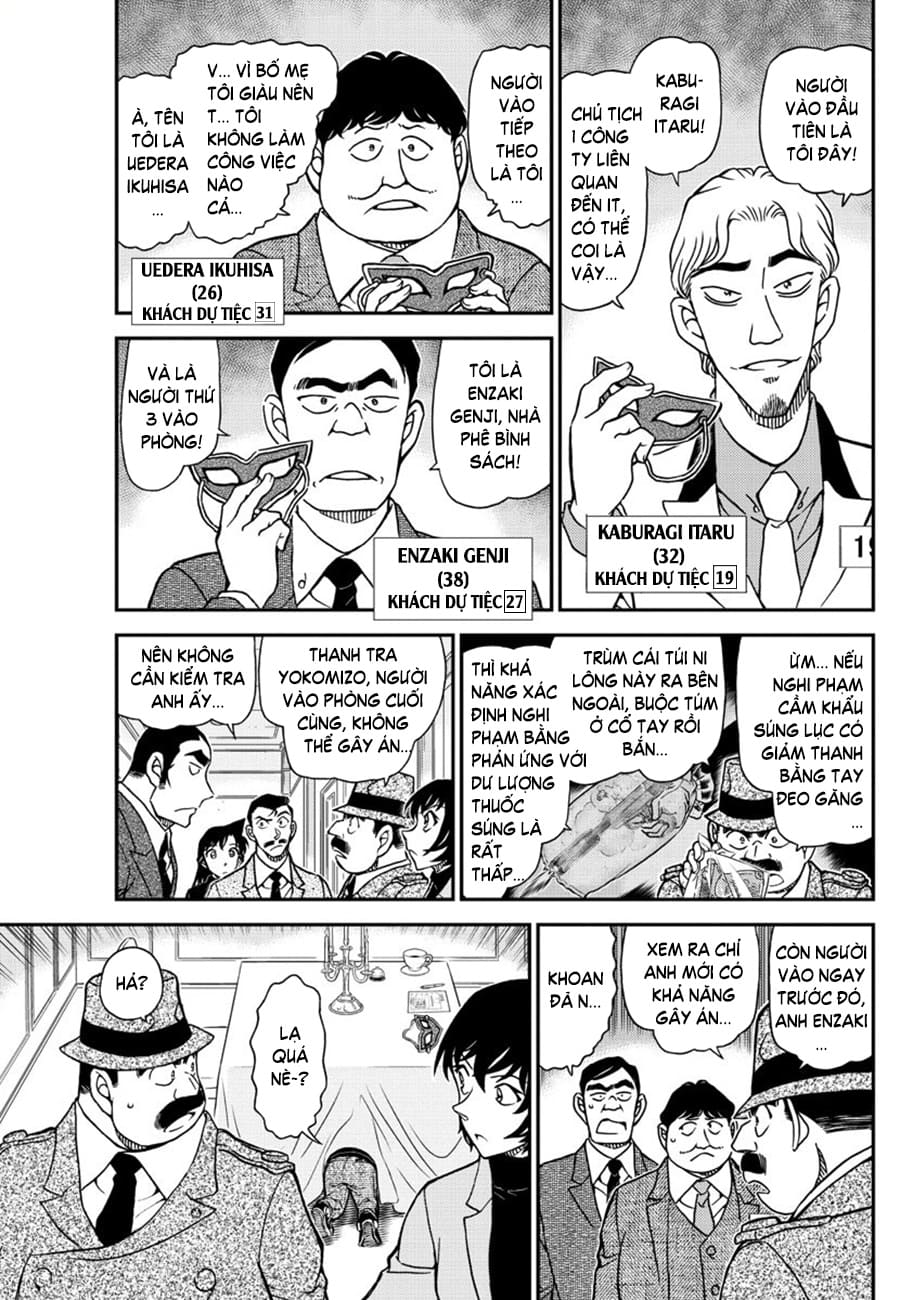 NGƯỜI
VÀO ĐẦU
TIÊN LÀ
TÔI ĐÂY!
KABU-
RAGI
ITARU!
CHỦ TỊCH
1 CÔNG
TY LIÊN
QUAN
ĐẾN IT,
CÓ THỂ
COI LÀ
VẬY...
19
KABURAGI ITARU
(32)
KHÁCH DỰ TIỆC 19
NGƯỜI
VÀO
TIẾP
THEO
LÀ TÔI
...
V... VÌ BỐ MẸ
TÔI GIÀU NÊN
T... TÔI
KHÔNG LÀM
CÔNG VIỆC
NÀO
CẢ...
À, TÊN
TÔI LÀ
UEDERA
IKUHISA
...
UEDERA IKUHISA
(26)
KHÁCH DỰ TIỆC 31
TÔI LÀ
ENZAKI
GENJI, NHÀ
PHÊ BÌNH
SÁCH!
VÀ LÀ
NGƯỜI THỨ
3 VÀO
PHÒNG!
ENZAKI GENJI
(38)
KHÁCH DỰ TIỆC 27
ỪM... NẾU
NGHI PHẠM
CẦM KHẨU
SÚNG LỤC CÓ
GIẢM THANH
BẰNG TAY
ĐEO GĂNG
...
TRÙM CÁI TÚI NI
LÔNG NÀY RA BÊN
NGOÀI, BUỘC TÚM
Ở CỔ TAY RỒI
BẮN...
THÌ KHẢ
NĂNG XÁC
ĐỊNH NGHI
PHẠM BẰNG
PHẢN ỨNG VỚI
DƯ LƯỢNG
THUỐC
SÚNG LÀ
RẤT
THẤP...
THANH TRA
YOKOMIZO, NGƯỜI
VÀO PHÒNG CUỐI
CÙNG, KHÔNG
THỂ GÂY ÁN...
NÊN KHÔNG
CẦN KIỂM TRA
ANH ẤY...
CÒN NGƯỜI
VÀO NGAY
TRƯỚC ĐÓ,
ANH ENZAKI
...
XEM RA CHỈ
ANH MỚI CÓ
KHẢ NĂNG
GÂY ÁN...
KHOAN
ĐÃ N...
LẠ
QUÁ
NÈ~?
HẢ?